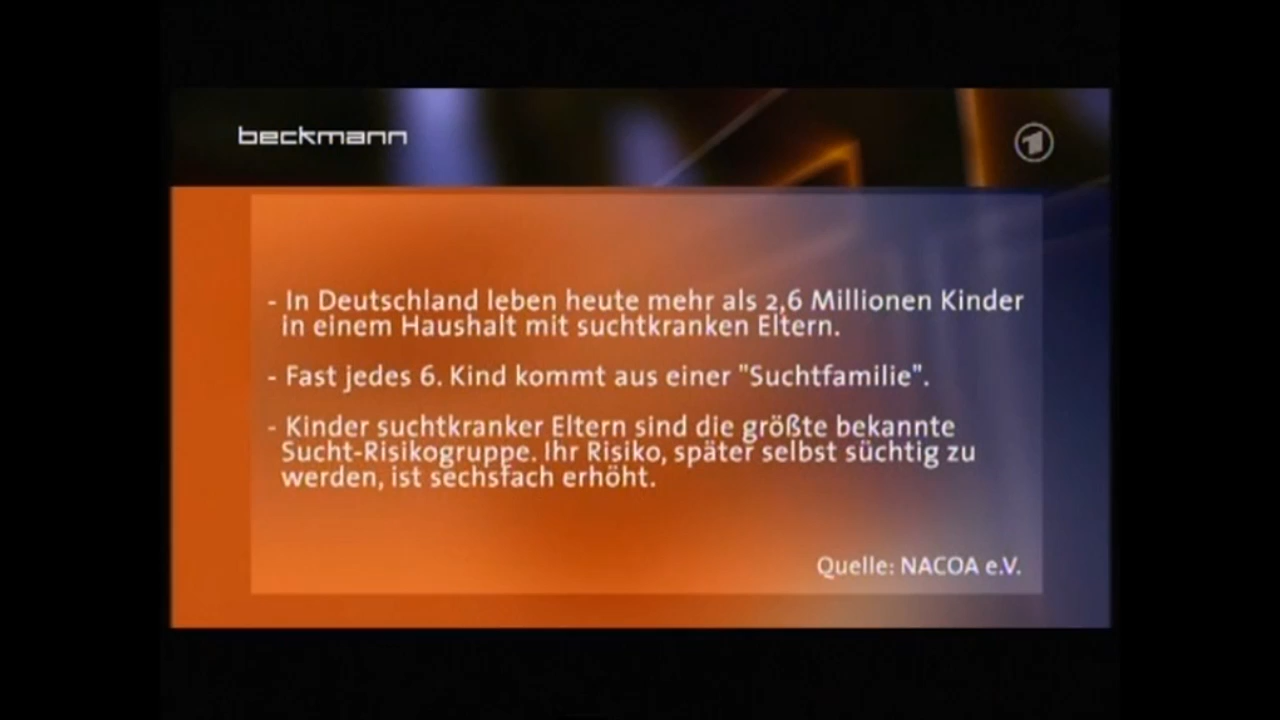 beckmann
- In Deutschland leben heute mehr als 2,6 Millionen Kinder
in einem Haushalt mit suchtkranken Eltern.
- Fast jedes 6. Kind kommt aus einer "Suchtfamilie".
- Kinder suchtkranker Eltern sind die größte bekannte
Sucht-Risikogruppe. Ihr Risiko, später selbst süchtig zu
werden, ist sechsfach erhöht.
Quelle: NACOA e.V.